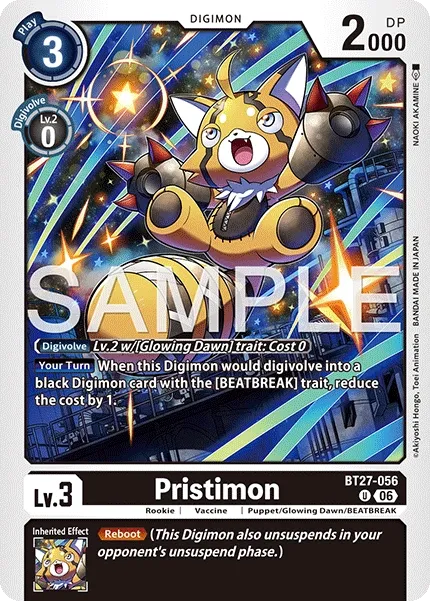 DIGIMON
Play
3
2000
DP
Digivolve
Lv.2
0
NAOKI AKAMINE
©Akiyoshi Hongo, Toei Animation BANDAI MADE IN JAPAN
SAMPLE
Digivolve Lv.2 w/[Glowing Dawn] trait: Cost 0
Your Turn When this Digimon would digivolve into a
black Digimon card with the [BEATBREAK] trait, reduce
the cost by 1.
Lv.3
Pristimon
BT27-056
U 06
Rookie | Vaccine | Puppet/Glowing Dawn/BEATBREAK
Inherited Effect
Reboot (This Digimon also unsuspends in your
opponent's unsuspend phase.)